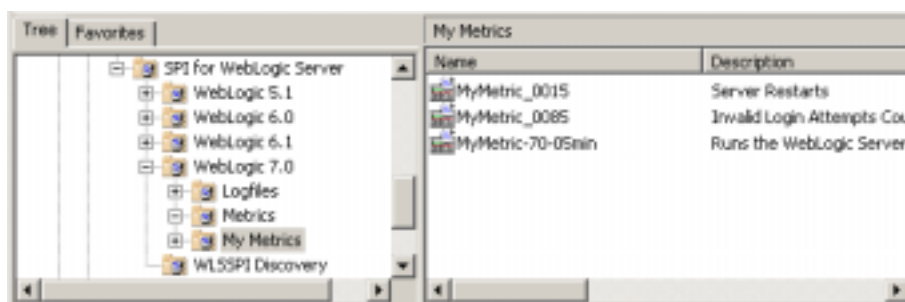 Tree Favorites
SPI for WebLogic Server
WebLogic 5.1
WebLogic 6.0
WebLogic 6.1
WebLogic 7.0
Logfiles
Metrics
My Metrics
WLSSPI Discovery
My Metrics
Name Description
MyMetric_0015 Server Restarts
MyMetric_0085 Invalid Login Attempts Cou
MyMetric-70-05min Runs the WebLogic Server